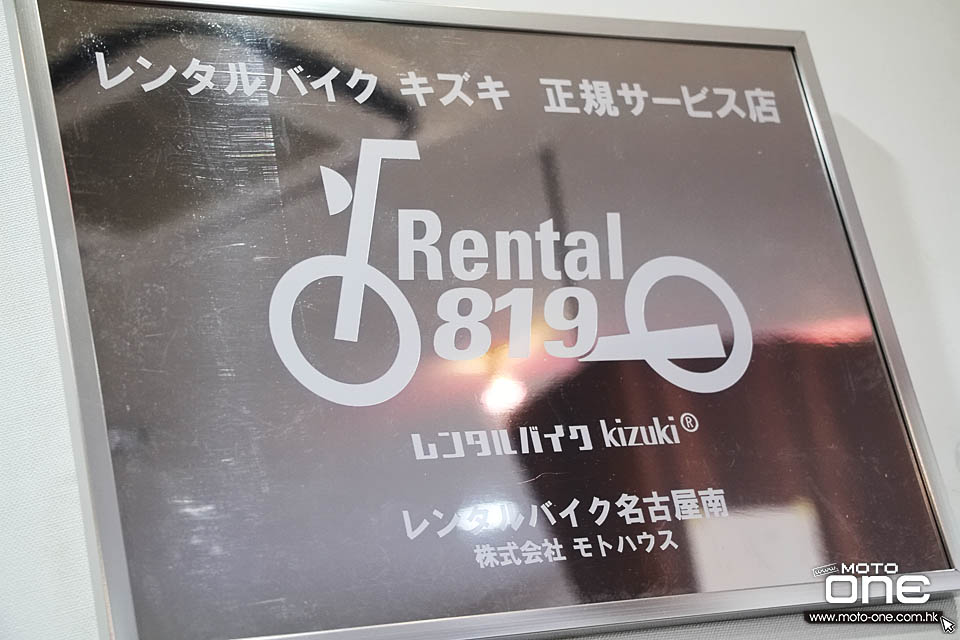 レンタルバイク キズキ 正規サービス店
Rental
819
レンタルバイク kizuki®
レンタルバイク名古屋南
株式会社 モトハウス
www. MOTO
ONE
www.moto-one.com.hk